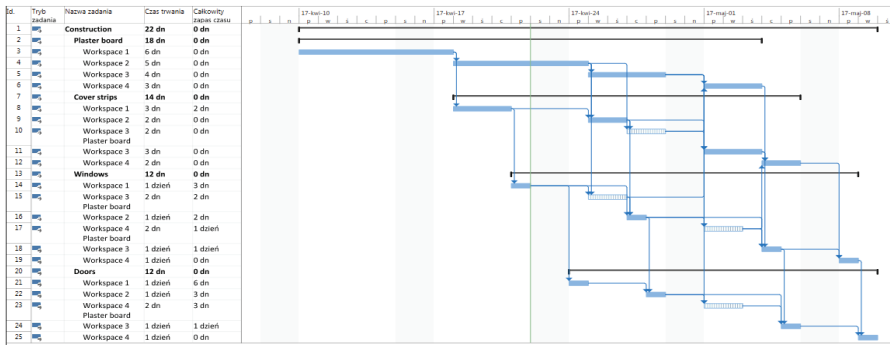 Id. Tryb zadania Nazwa zadania Czas trwania Całkowity zapas czasu 17-kwi-10 17-kwi-17 17-kwi-24 17-maj-01 17-maj-08
p s n w ś c p s n w ś c p s n w ś c p s n w ś c p s n w ś
1 Construction 22 dn 0 dn
2 Plaster board 18 dn 0 dn
3 Workspace 1 6 dn 0 dn
4 Workspace 2 5 dn 0 dn
5 Workspace 3 4 dn 0 dn
6 Workspace 4 3 dn 0 dn
7 Cover strips 14 dn 0 dn
8 Workspace 1 3 dn 2 dn
9 Workspace 2 2 dn 0 dn
10 Workspace 3 2 dn 0 dn
Plaster board
11 Workspace 3 3 dn 0 dn
12 Workspace 4 2 dn 0 dn
13 Windows 12 dn 0 dn
14 Workspace 1 1 dzień 3 dn
15 Workspace 3 2 dn 2 dn
Plaster board
16 Workspace 2 1 dzień 2 dn
17 Workspace 4 2 dn 1 dzień
Plaster board
18 Workspace 3 1 dzień 1 dzień
19 Workspace 4 1 dzień 0 dn
20 Doors 12 dn 0 dn
21 Workspace 1 1 dzień 6 dn
22 Workspace 2 1 dzień 3 dn
23 Workspace 4 2 dn 3 dn
Plaster board
24 Workspace 3 1 dzień 1 dzień
25 Workspace 4 1 dzień 0 dn